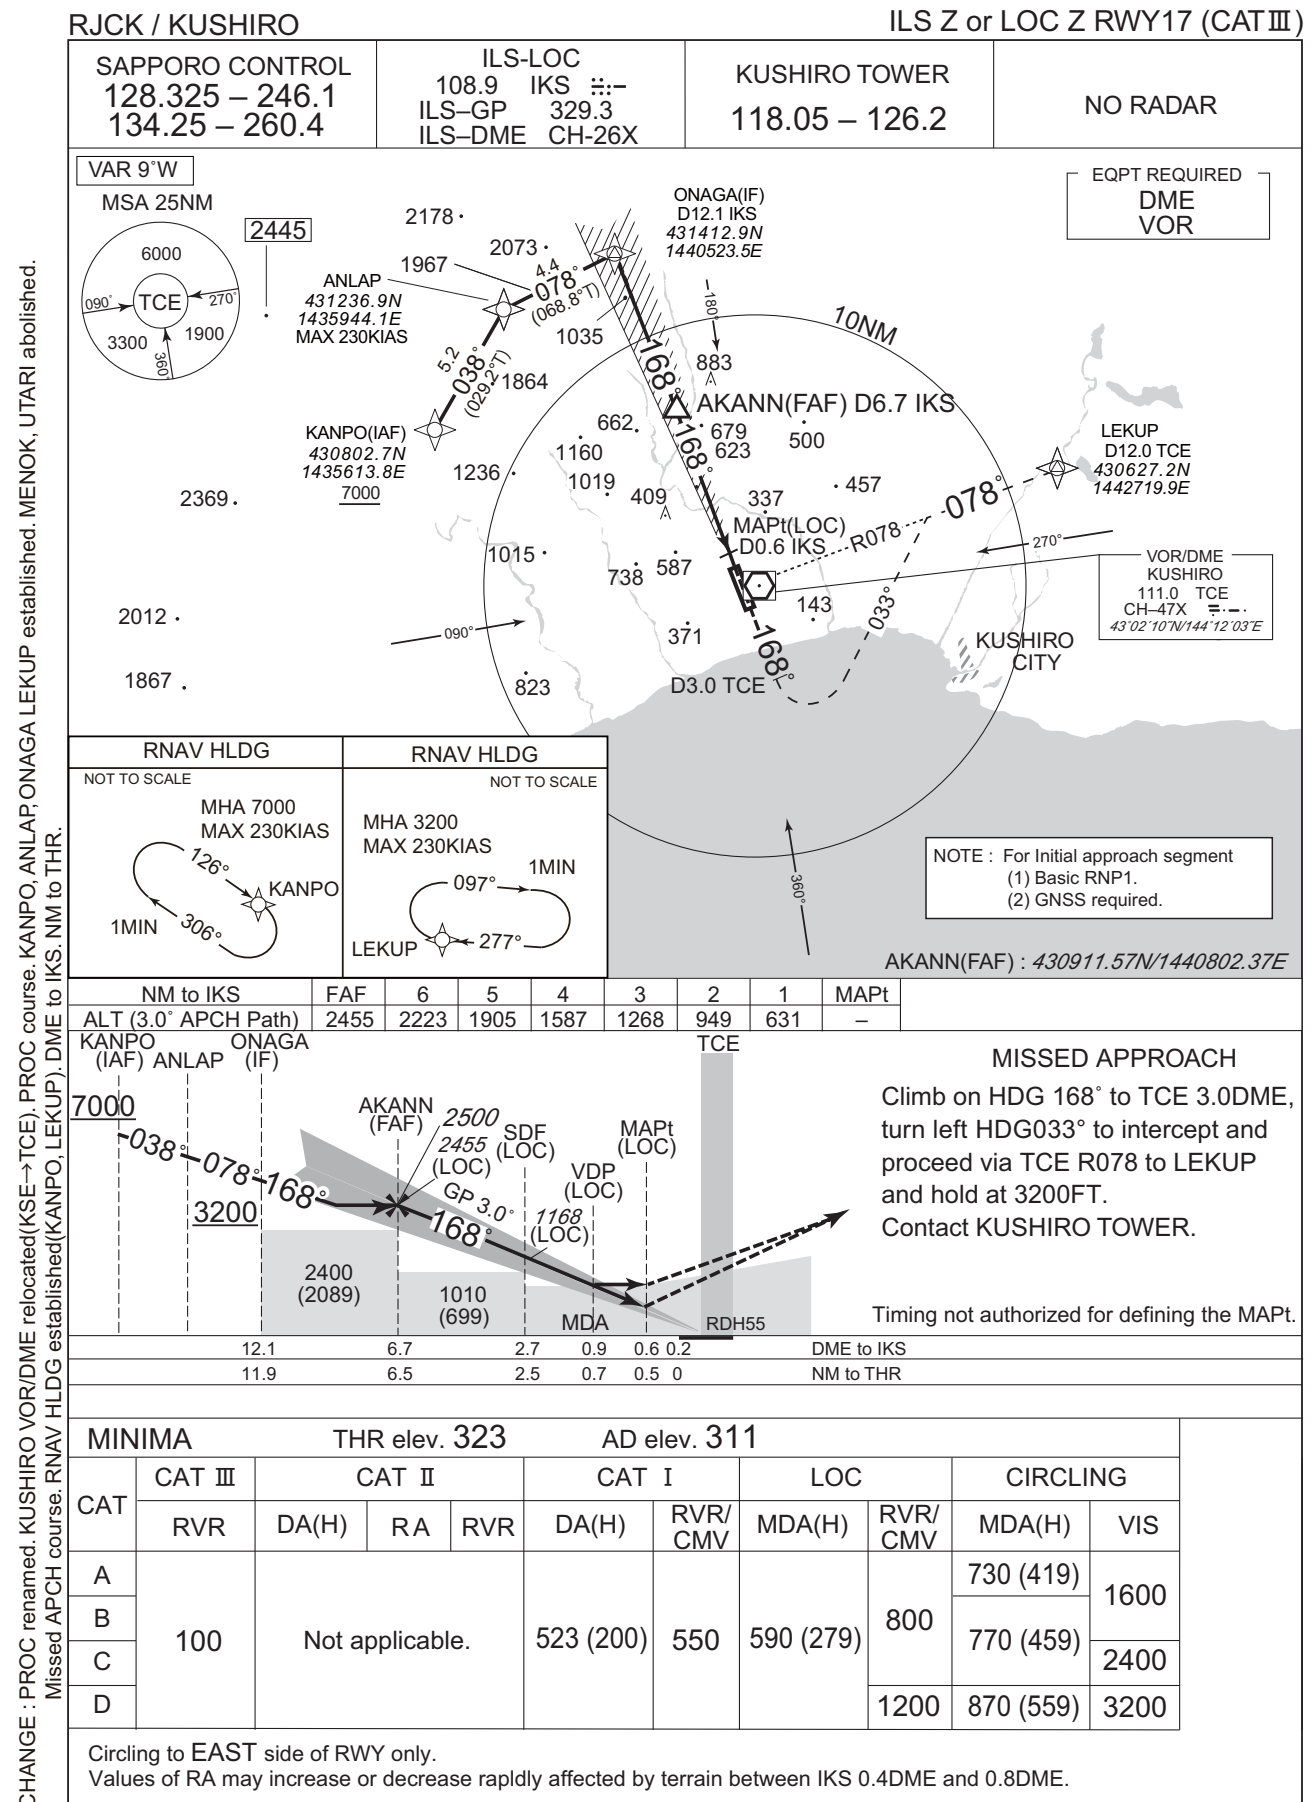 RJCK / KUSHIRO
ILS Z or LOC Z RWY17 (CATⅢ)
SAPPORO CONTROL
128.325 – 246.1
134.25 – 260.4
ILS-LOC
108.9 IKS
ILS–GP 329.3
ILS–DME CH-26X
KUSHIRO TOWER
118.05 – 126.2
NO RADAR
VAR 9˚W
MSA 25NM
6000
090˚
TCE
270˚
3300
1900
360˚
2445
EQPT REQUIRED
DME
VOR
ONAGA(IF)
D12.1 IKS
431412.9N
1440523.5E
2178
2073
1967
4.4
078˚
(068.8˚T)
ANLAP
431236.9N
1435944.1E
MAX 230KIAS
1035
180˚
10NM
5.2
038˚
(029.2˚T)
1864
168˚
883
AKANN(FAF) D6.7 IKS
KANPO(IAF)
430802.7N
1435613.8E
7000
662
679
623
500
168˚
LEKUP
D12.0 TCE
430627.2N
1442719.9E
1160
1236
1019
409
337
457
2369
078˚
MAPt(LOC)
D0.6 IKS
R078
270˚
1015
738
587
VOR/DME
KUSHIRO
111.0 TCE
CH–47X
43˚02´10˝N/144˚12´03˝E
2012
143
033˚
090˚
371
168˚
KUSHIRO
CITY
1867
823
D3.0 TCE
RNAV HLDG
NOT TO SCALE
MHA 7000
MAX 230KIAS
126°
KANPO
1MIN
306°
RNAV HLDG
NOT TO SCALE
MHA 3200
MAX 230KIAS
1MIN
097°
LEKUP
277°
360˚
NOTE : For Initial approach segment
(1) Basic RNP1.
(2) GNSS required.
AKANN(FAF) : 430911.57N/1440802.37E
NM to IKS FAF 6 5 4 3 2 1 MAPt
ALT (3.0˚ APCH Path) 2455 2223 1905 1587 1268 949 631 –
KANPO
(IAF)
ANLAP
ONAGA
(IF)
TCE
7000
AKANN
(FAF)
2500
2455
(LOC)
SDF
(LOC)
MAPt
(LOC)
VDP
(LOC)
038˚
078˚
168˚
3200
GP 3.0˚
168˚
1168
(LOC)
2400
(2089)
1010
(699)
MDA
RDH55
MISSED APPROACH
Climb on HDG 168˚ to TCE 3.0DME,
turn left HDG033° to intercept and
proceed via TCE R078 to LEKUP
and hold at 3200FT.
Contact KUSHIRO TOWER.
Timing not authorized for defining the MAPt.
12.1 6.7 2.7 0.9 0.6 0.2 DME to IKS
11.9 6.5 2.5 0.7 0.5 0 NM to THR
MINIMA THR elev. 323 AD elev. 311
CAT CAT Ⅲ CAT Ⅱ CAT Ⅰ LOC CIRCLING
RVR DA(H) RA RVR DA(H) RVR/CMV MDA(H) RVR/CMV MDA(H) VIS
A
B
C
D
100
Not applicable.
523 (200)
550
590 (279)
800
1200
730 (419)
770 (459)
870 (559)
1600
2400
3200
Circling to EAST side of RWY only.
Values of RA may increase or decrease rapldly affected by terrain between IKS 0.4DME and 0.8DME.
CHANGE : PROC renamed. KUSHIRO VOR/DME relocated(KSE→TCE). PROC course. KANPO, ANLAP, ONAGA LEKUP established. MENOK, UTARI abolished.
Missed APCH course. RNAV HLDG established(KANPO, LEKUP). DME to IKS. NM to THR.